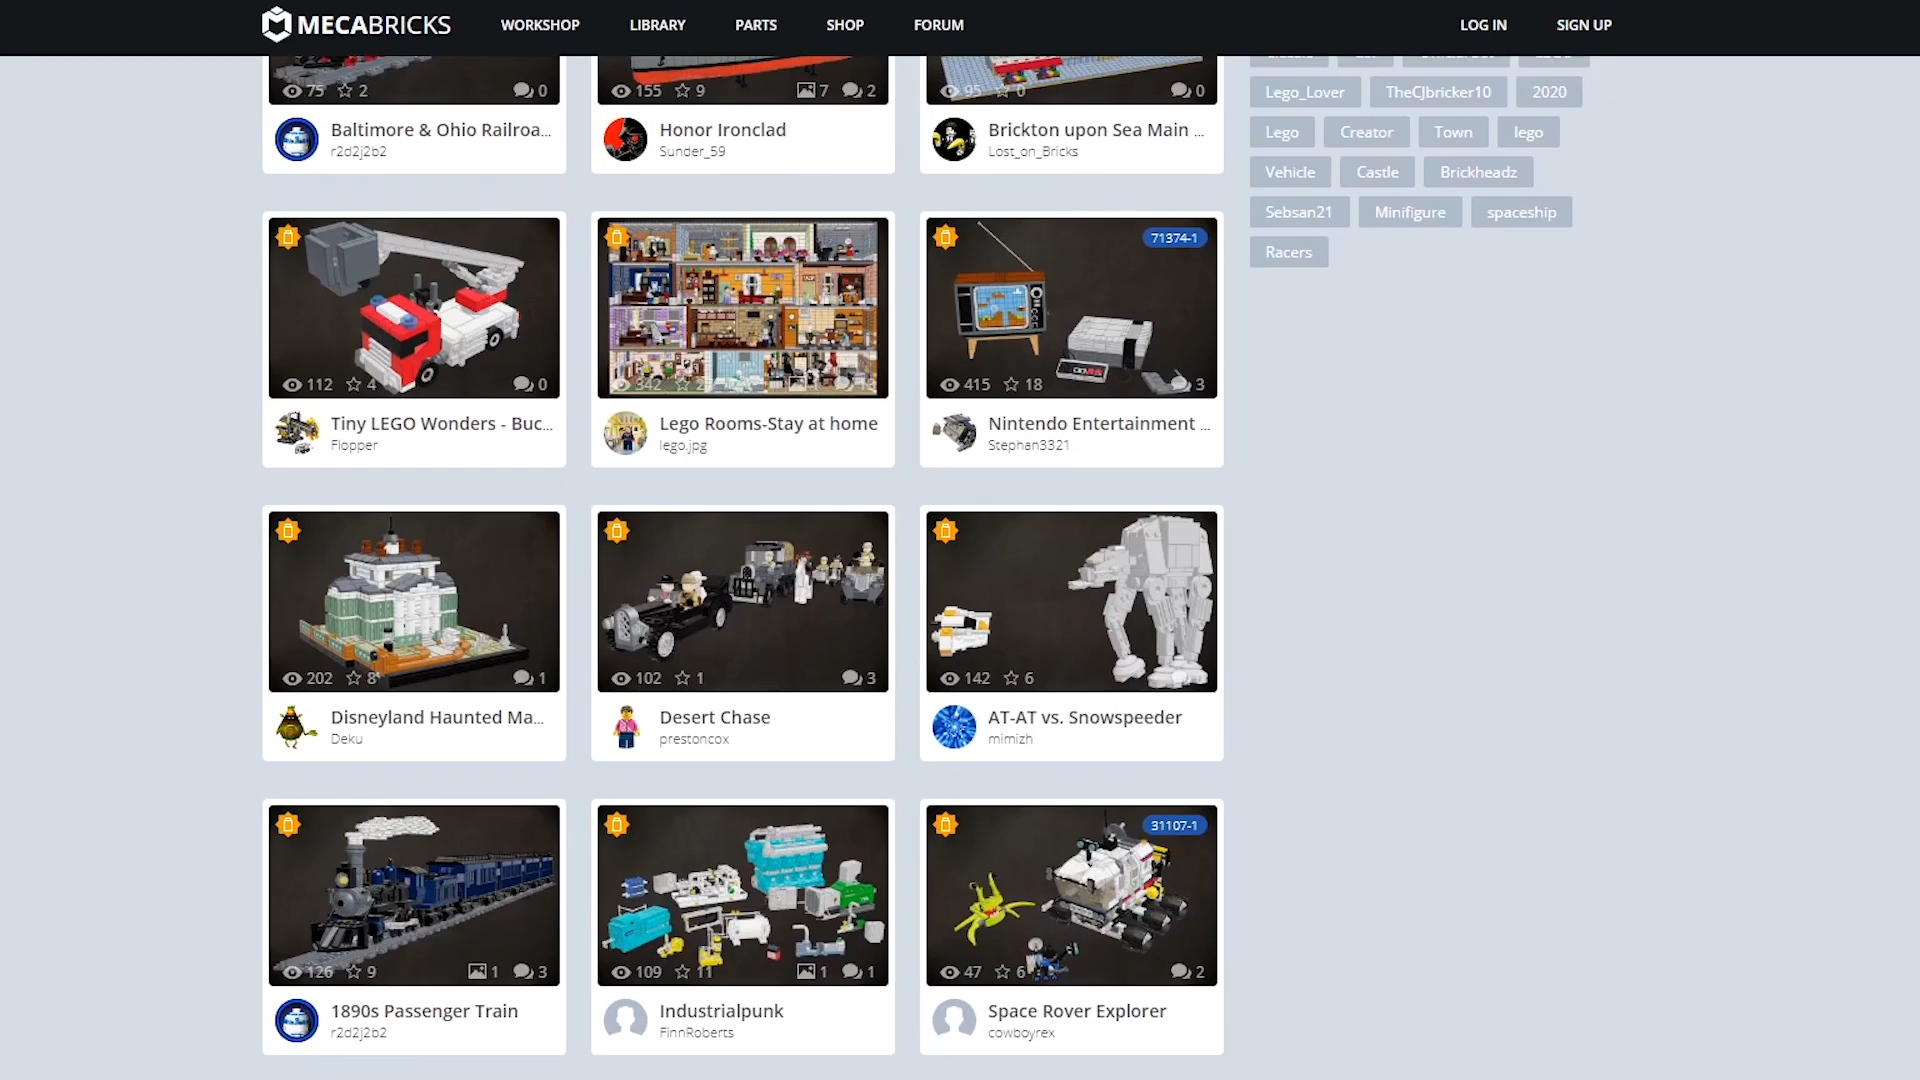 MECABRICKS WORKSHOP LIBRARY PARTS SHOP FORUM LOG IN SIGN UP
75 2 0
155 9 7 2
95 0 0
Baltimore & Ohio Railroa...
r2d2j2b2
Honor Ironclad
Sunder_59
Brickton upon Sea Main ...
Lost_on_Bricks
Lego_Lover TheCJbricker10 2020
Lego Creator Town lego
Vehicle Castle Brickheadz
Sebsan21 Minifigure spaceship
Racers
71374-1
112 4 0
342
415 18 3
Tiny LEGO Wonders - Buc...
Flopper
Lego Rooms-Stay at home
lego.jpg
Nintendo Entertainment ...
Stephan3321
202 8 1
102 1 3
142 6
Disneyland Haunted Ma...
Deku
Desert Chase
prestoncox
AT-AT vs. Snowspeeder
mimizh
31107-1
126 9 1 3
109 11 1 1
47 6 2
1890s Passenger Train
r2d2j2b2
Industrialpunk
FinnRoberts
Space Rover Explorer
cowboyrex